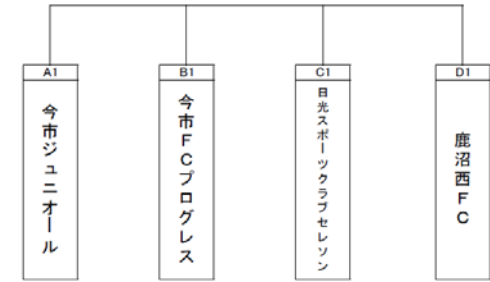 A1
今市ジュニオール
B1
今市FCプログレス
C1
日光スポーツクラブセレソン
D1
鹿沼西FC